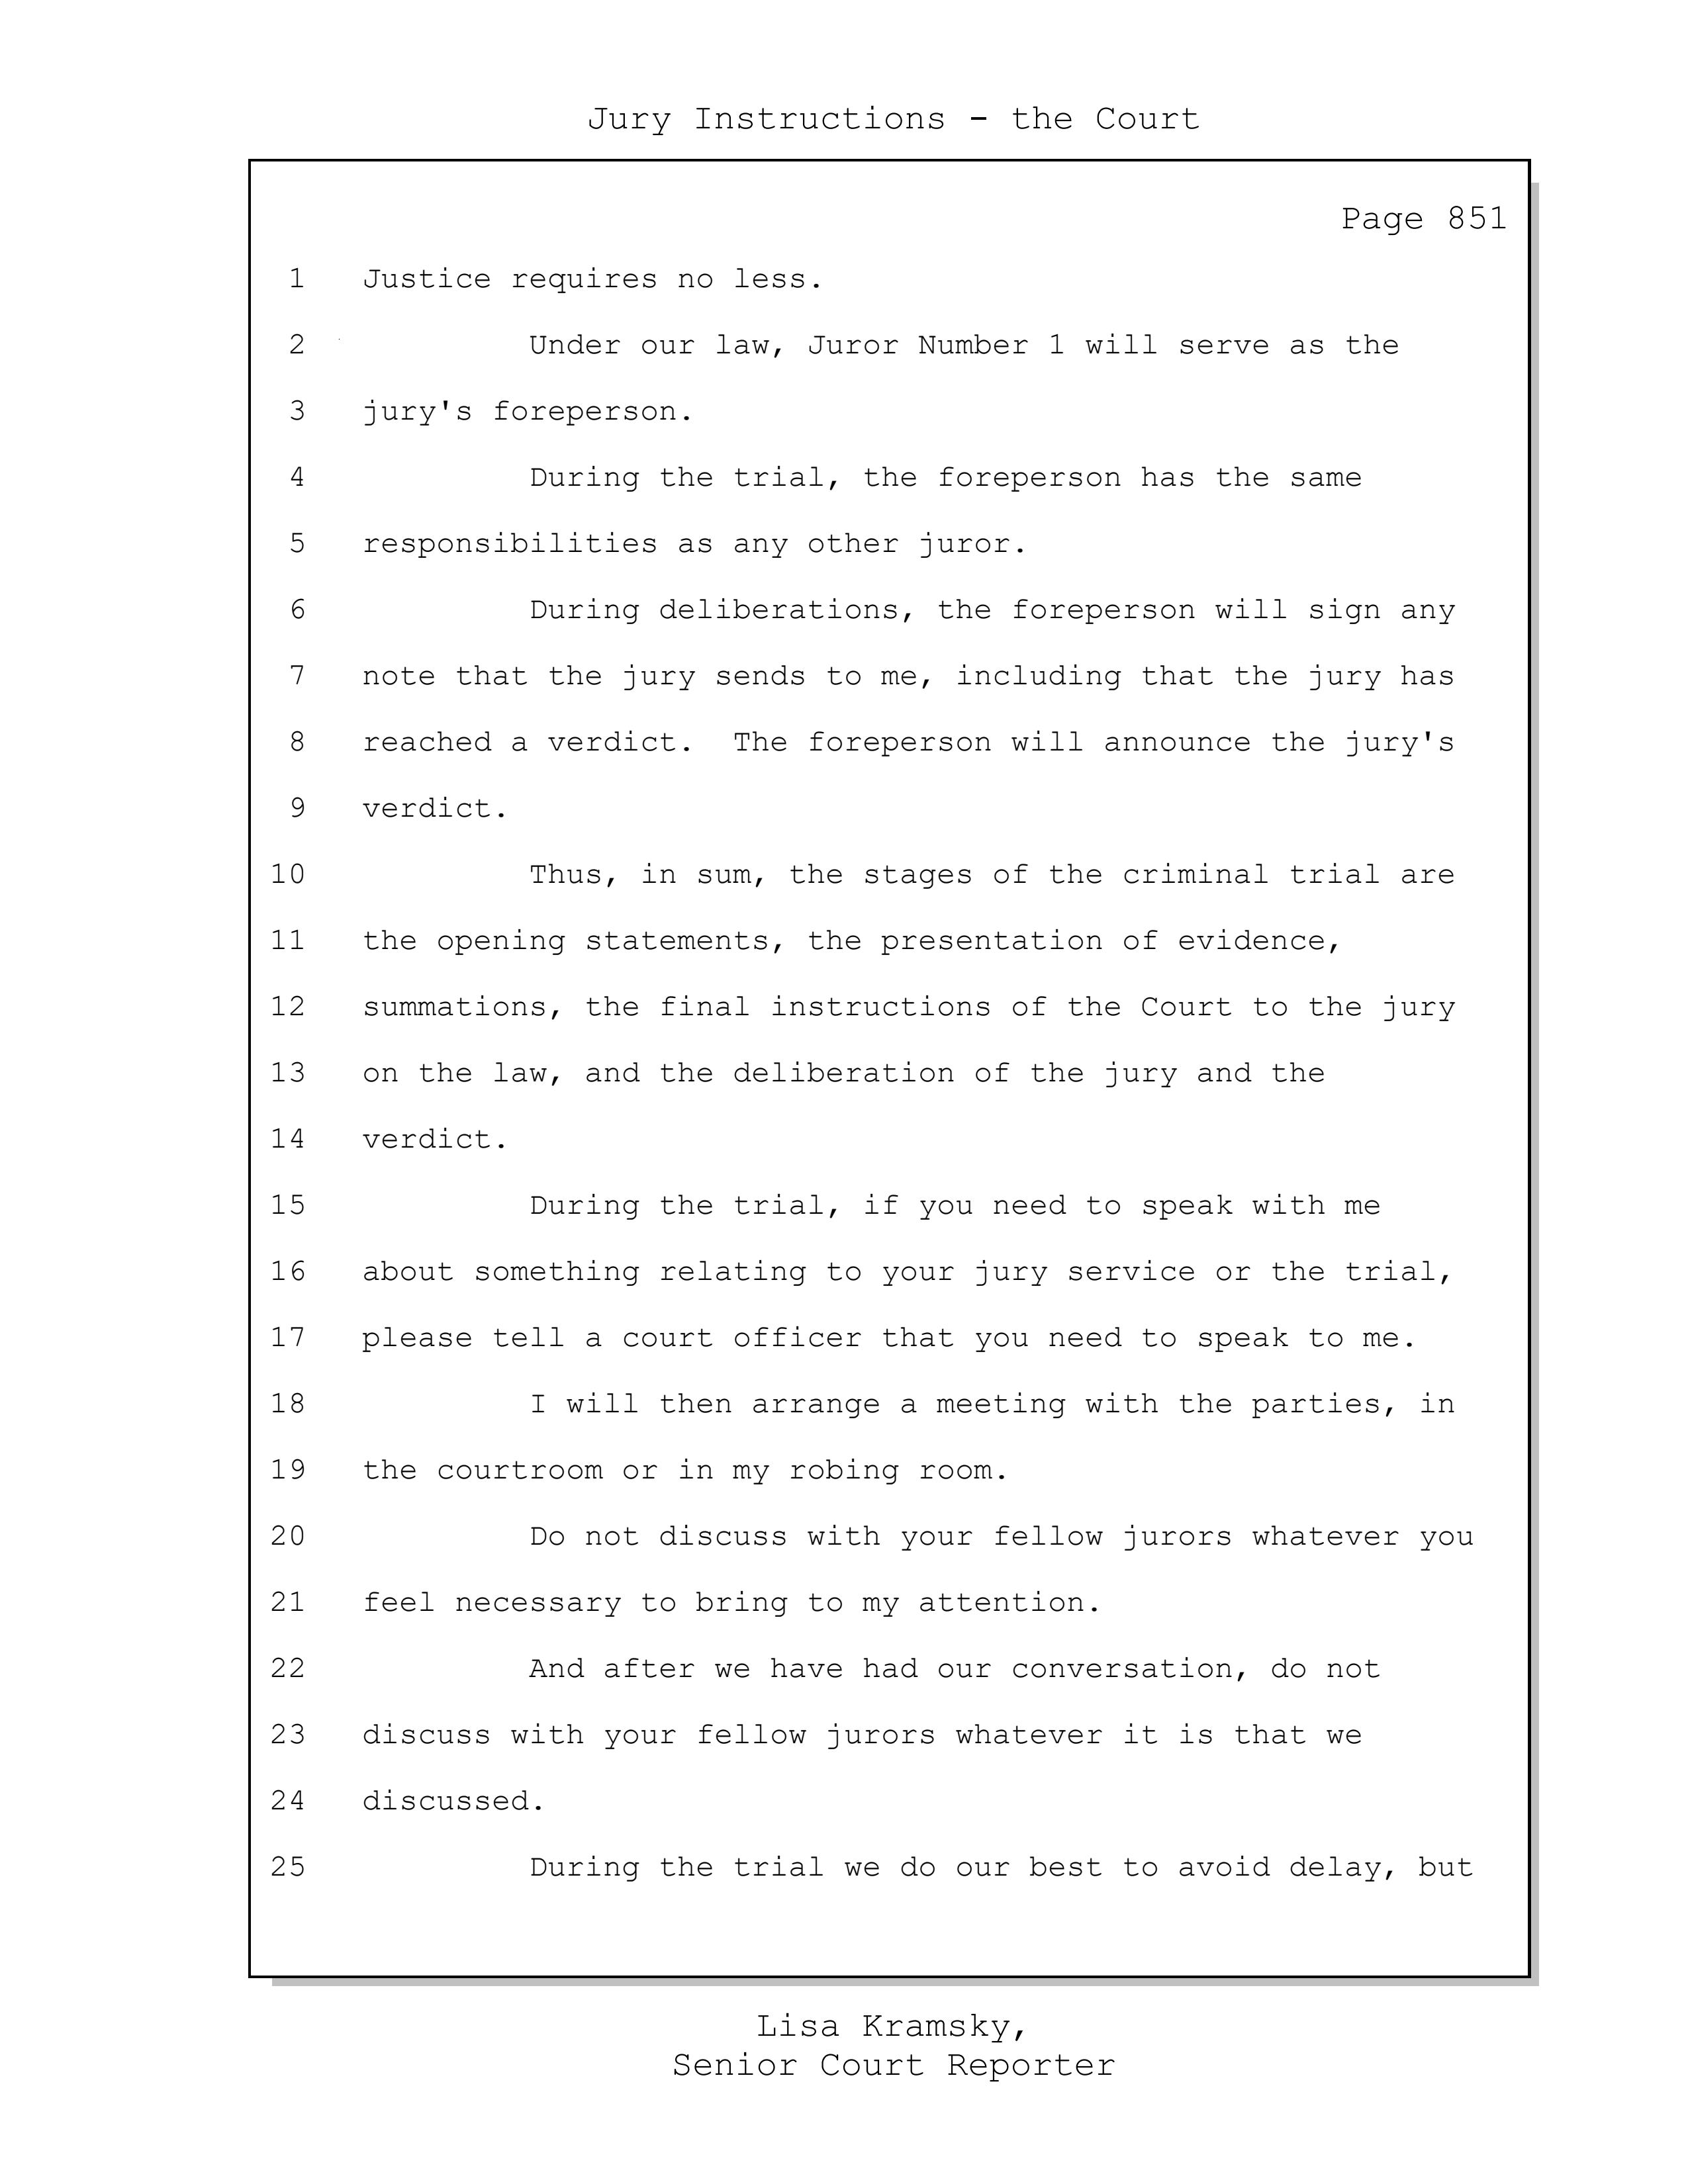 Jury Instructions - the Court
Page 851
1 Justice requires no less.
2 Under our law, Juror Number 1 will serve as the
3 jury's foreperson.
4 During the trial, the foreperson has the same
5 responsibilities as any other juror.
6 During deliberations, the foreperson will sign any
7 note that the jury sends to me, including that the jury has
8 reached a verdict.  The foreperson will announce the jury's
9 verdict.
10 Thus, in sum, the stages of the criminal trial are
11 the opening statements, the presentation of evidence,
12 summations, the final instructions of the Court to the jury
13 on the law, and the deliberation of the jury and the
14 verdict.
15 During the trial, if you need to speak with me
16 about something relating to your jury service or the trial,
17 please tell a court officer that you need to speak to me.
18 I will then arrange a meeting with the parties, in
19 the courtroom or in my robing room.
20 Do not discuss with your fellow jurors whatever you
21 feel necessary to bring to my attention.
22 And after we have had our conversation, do not
23 discuss with your fellow jurors whatever it is that we
24 discussed.
25 During the trial we do our best to avoid delay, but
Lisa Kramsky,
Senior Court Reporter